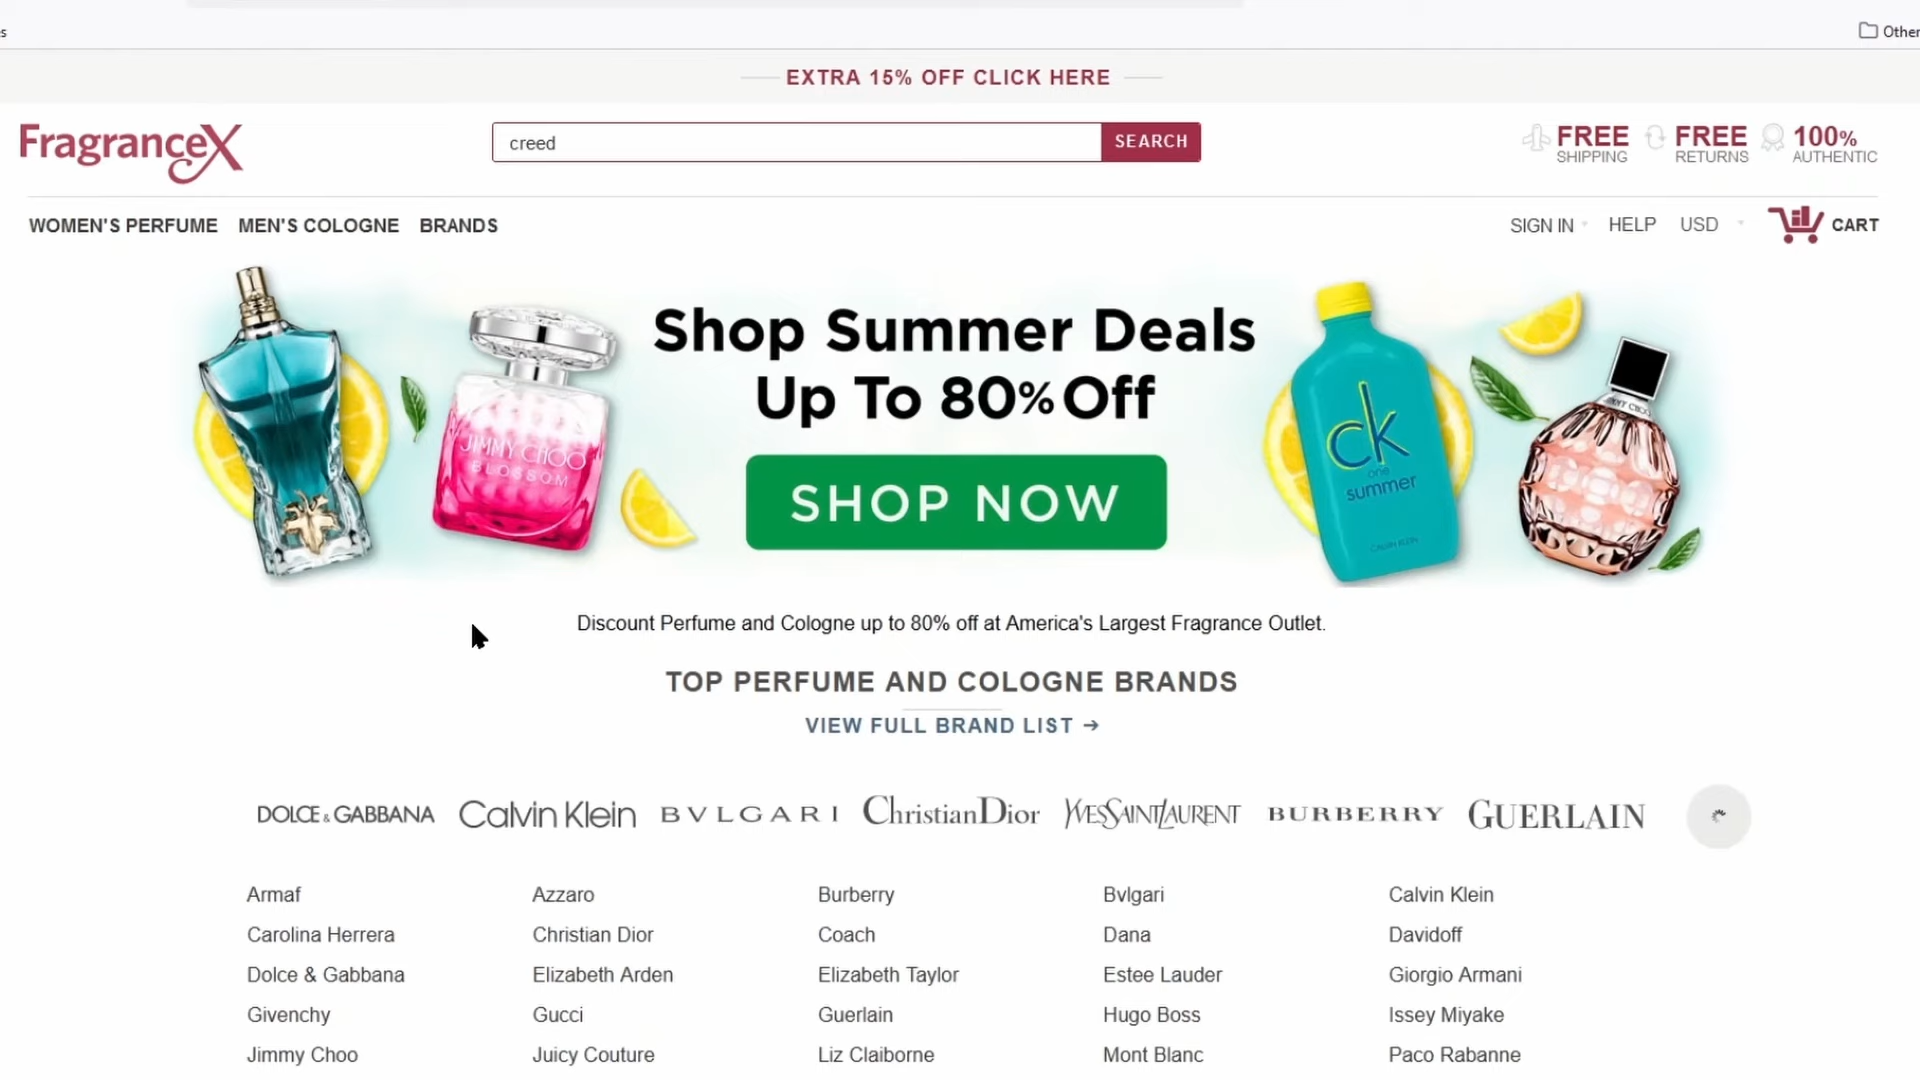 s
Other
EXTRA 15% OFF CLICK HERE
FragranceX
creed
SEARCH
FREE SHIPPING
FREE RETURNS
100% AUTHENTIC
WOMEN'S PERFUME
MEN'S COLOGNE
BRANDS
SIGN IN
HELP
USD
CART
Shop Summer Deals
Up To 80% Off
SHOP NOW
JIMMY CHOO
BLOSSOM
ck
one
summer
CALVIN KLEIN
JIMMY CHOO
Discount Perfume and Cologne up to 80% off at America's Largest Fragrance Outlet.
TOP PERFUME AND COLOGNE BRANDS
VIEW FULL BRAND LIST →
DOLCE & GABBANA
Calvin Klein
BVLGARI
Christian Dior
YVESSAINTLAURENT
BURBERRY
GUERLAIN
Armaf
Azzaro
Burberry
Bvlgari
Calvin Klein
Carolina Herrera
Christian Dior
Coach
Dana
Davidoff
Dolce & Gabbana
Elizabeth Arden
Elizabeth Taylor
Estee Lauder
Giorgio Armani
Givenchy
Gucci
Guerlain
Hugo Boss
Issey Miyake
Jimmy Choo
Juicy Couture
Liz Claiborne
Mont Blanc
Paco Rabanne